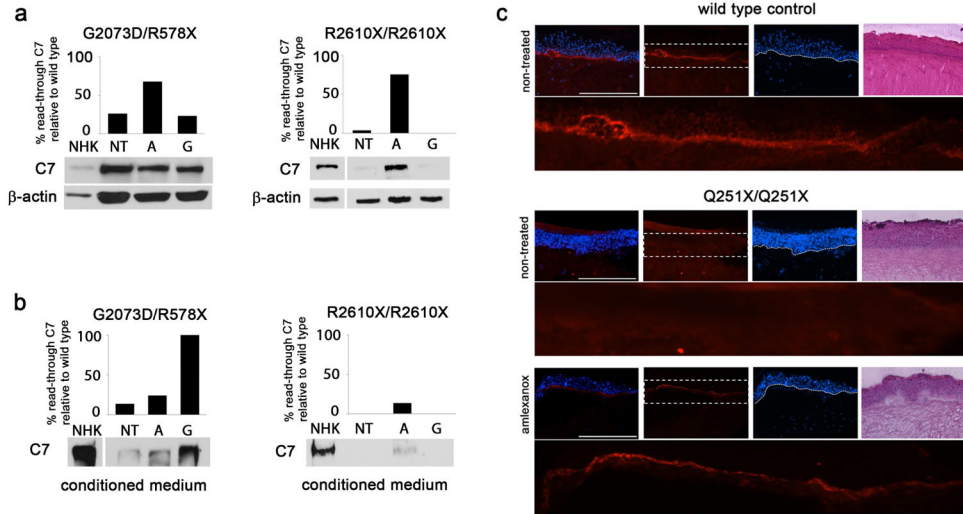 a
G2073D/R578X
% read-through C7
relative to wild type
100
50
0
NHK NT A G
C7
β-actin
R2610X/R2610X
% read-through C7
relative to wild type
100
50
0
NHK NT A G
C7
β-actin
b
G2073D/R578X
% read-through C7
relative to wild type
100
50
0
NHK NT A G
C7
conditioned medium
R2610X/R2610X
% read-through C7
relative to wild type
100
50
0
NHK NT A G
C7
conditioned medium
c
wild type control
non-treated
Q251X/Q251X
non-treated
amlexanox